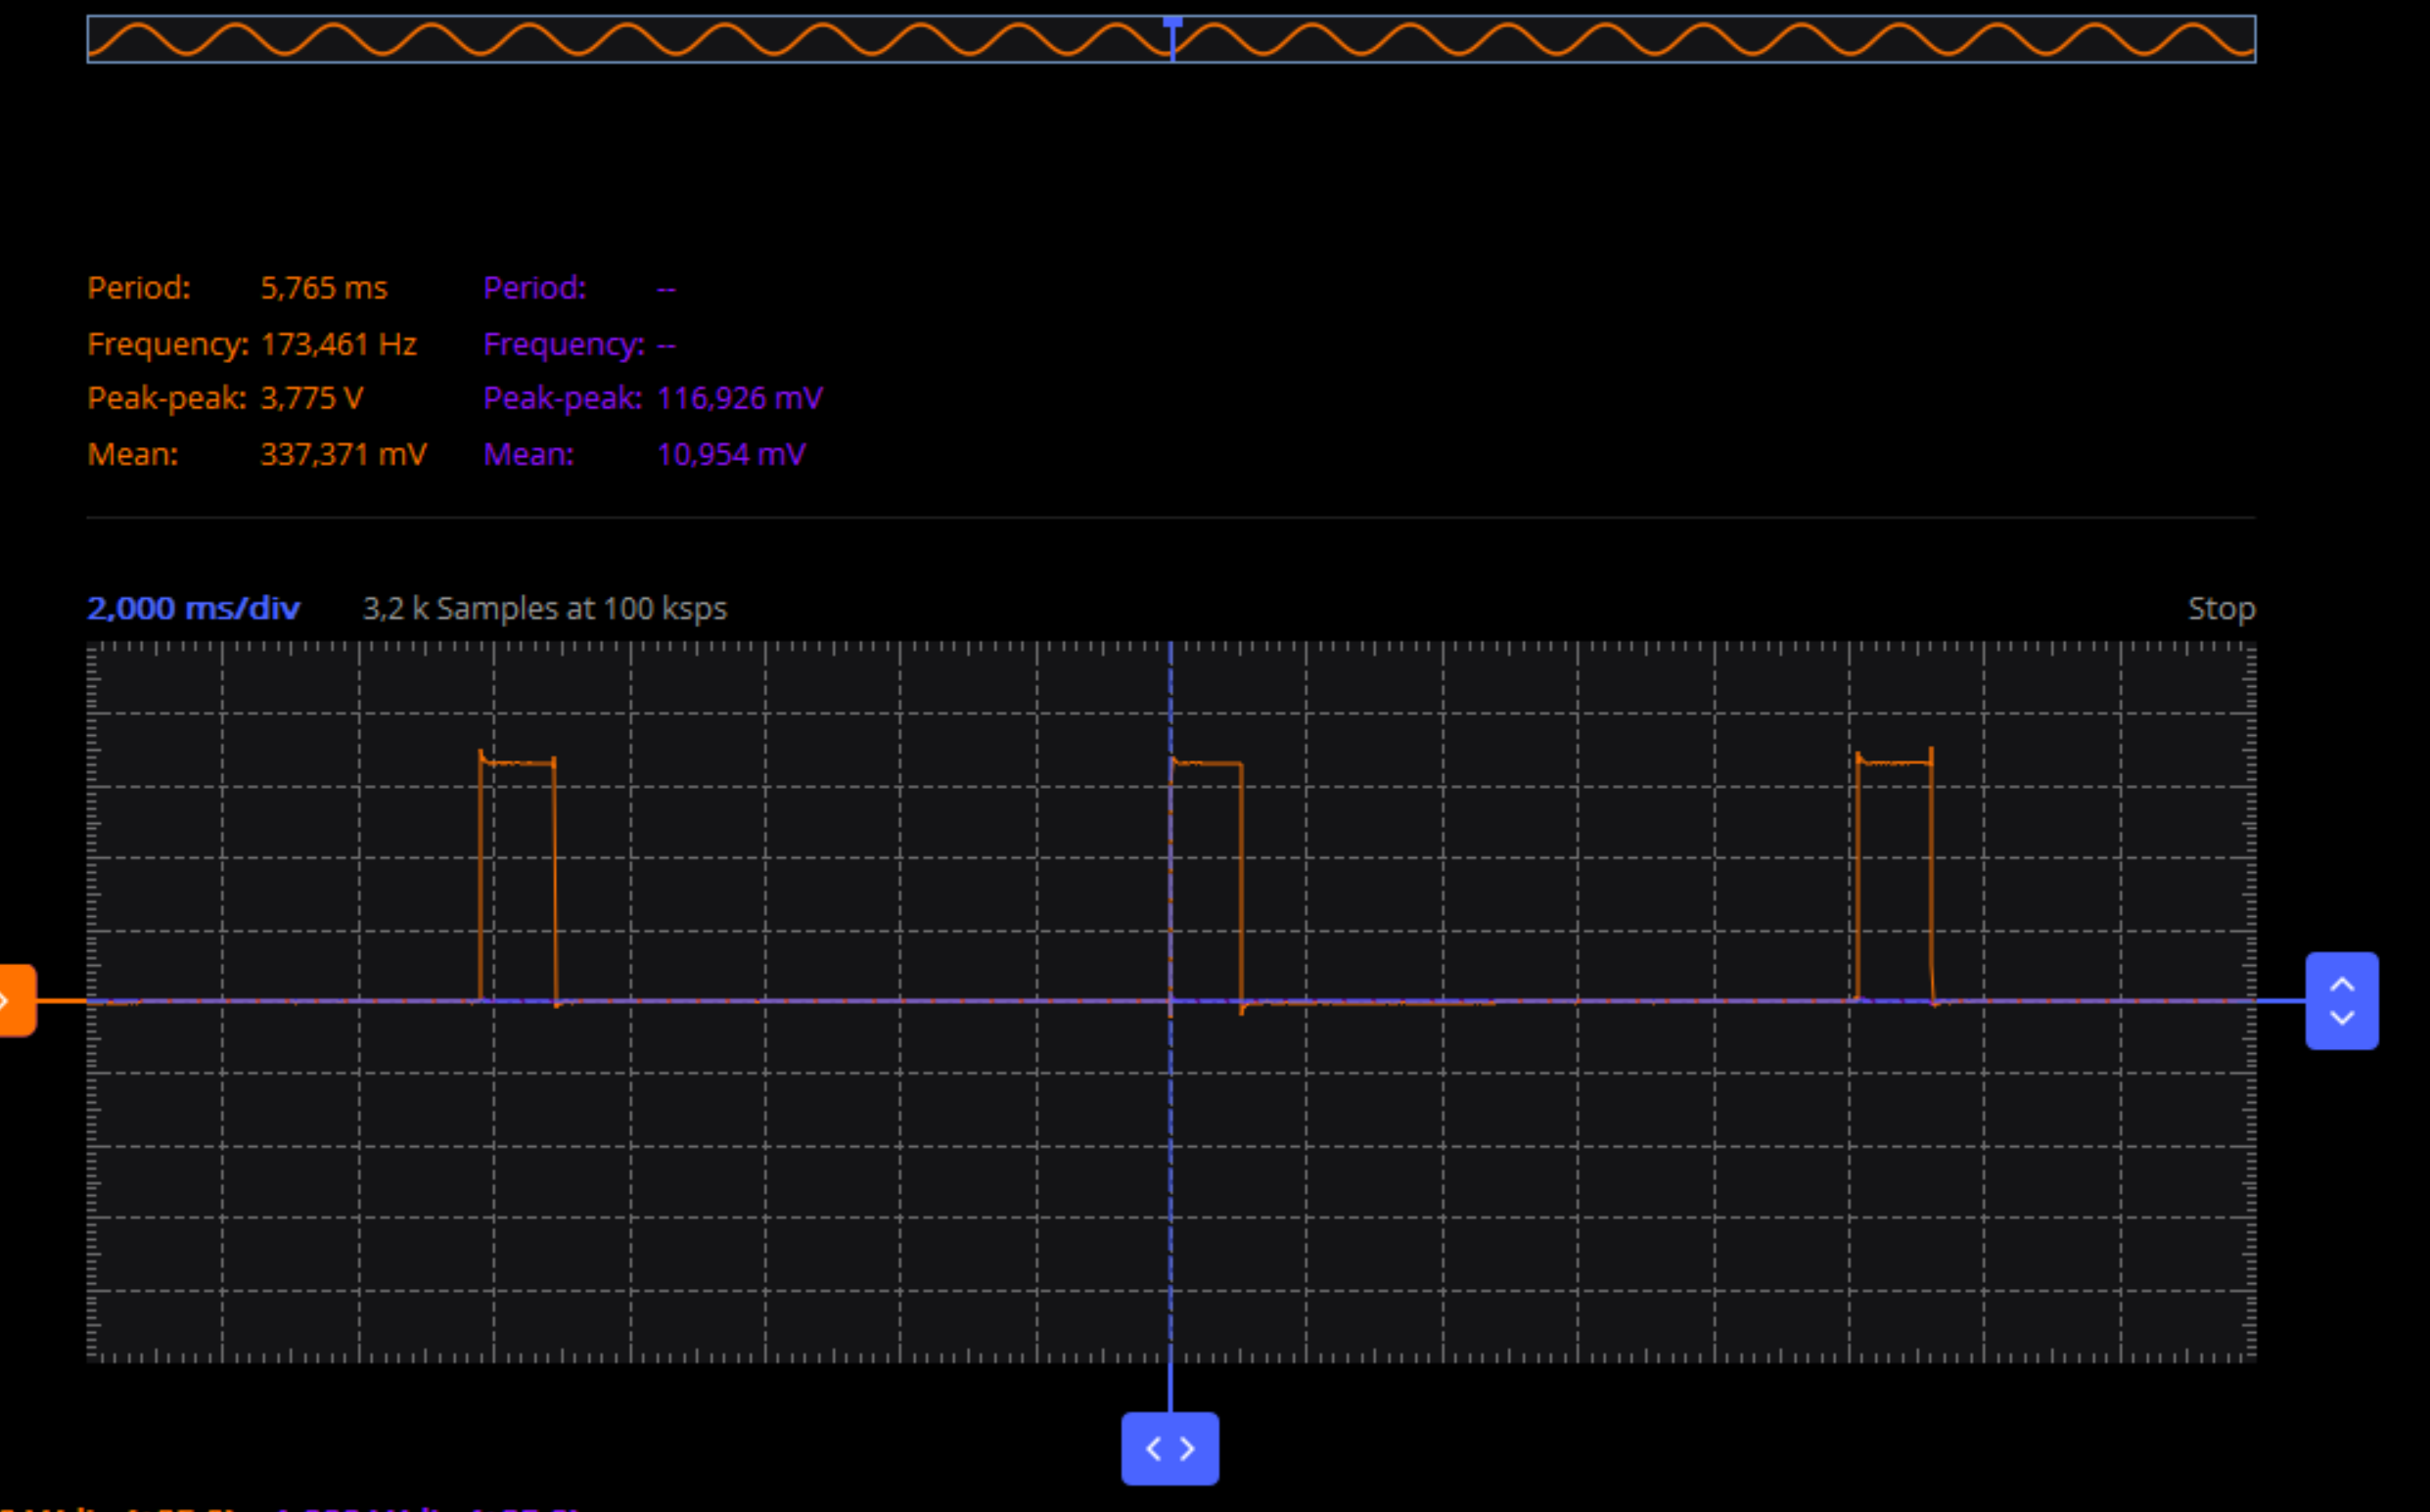 Period: 5,765 ms Period: --
Frequency: 173,461 Hz Frequency: --
Peak-peak: 3,775 V Peak-peak: 116,926 mV
Mean: 337,371 mV Mean: 10,954 mV
2,000 ms/div 3,2 k Samples at 100 ksps Stop